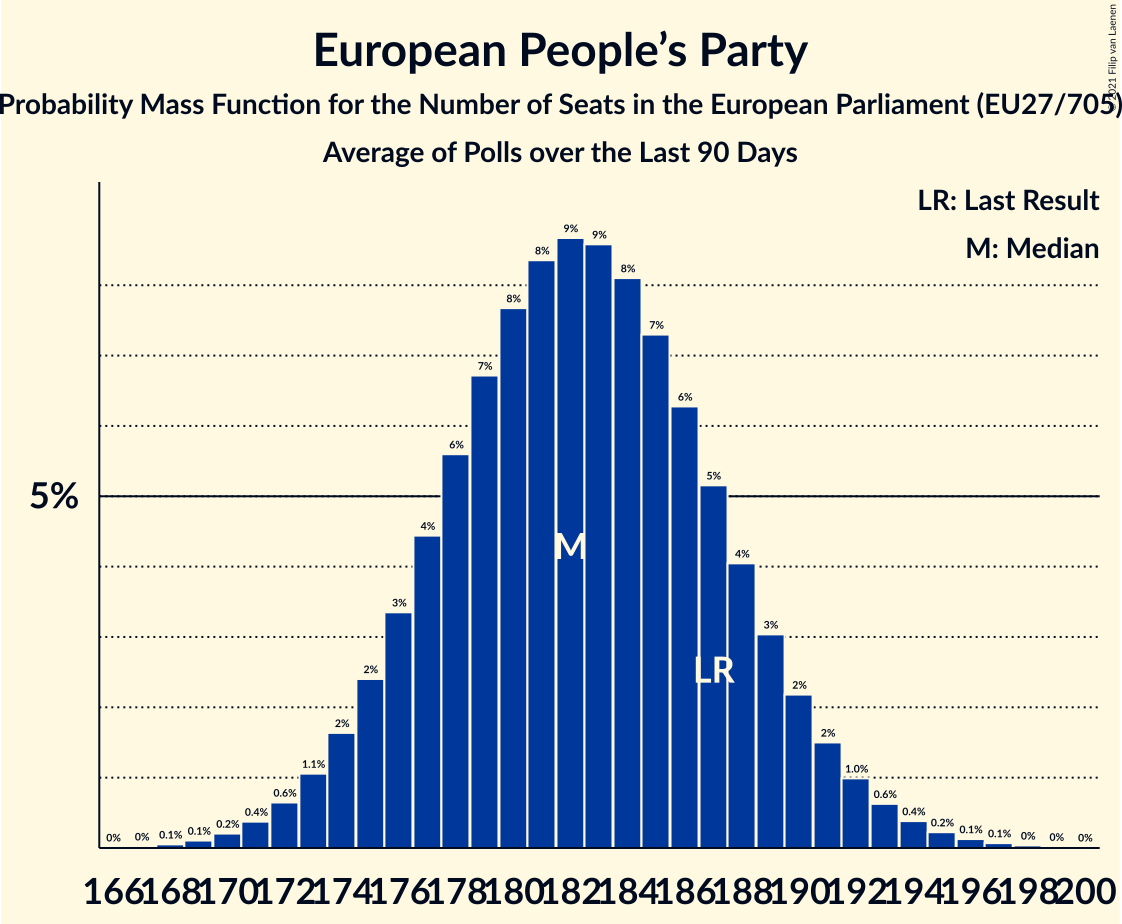 European People’s Party
Probability Mass Function for the Number of Seats in the European Parliament (EU27/705)
Average of Polls over the Last 90 Days
2021 Filip van Laenen
LR: Last Result
M: Median
5%
0% 0% 0.1% 0.1% 0.2% 0.4% 0.6% 1.1% 2% 2% 3% 4% 6% 7% 8% 8% 9% 9% 8% 7% 6% 5% 4% 3% 2% 2% 1.0% 0.6% 0.4% 0.2% 0.1% 0.1% 0% 0% 0%
M
LR
166 168 170 172 174 176 178 180 182 184 186 188 190 192 194 196 198 200